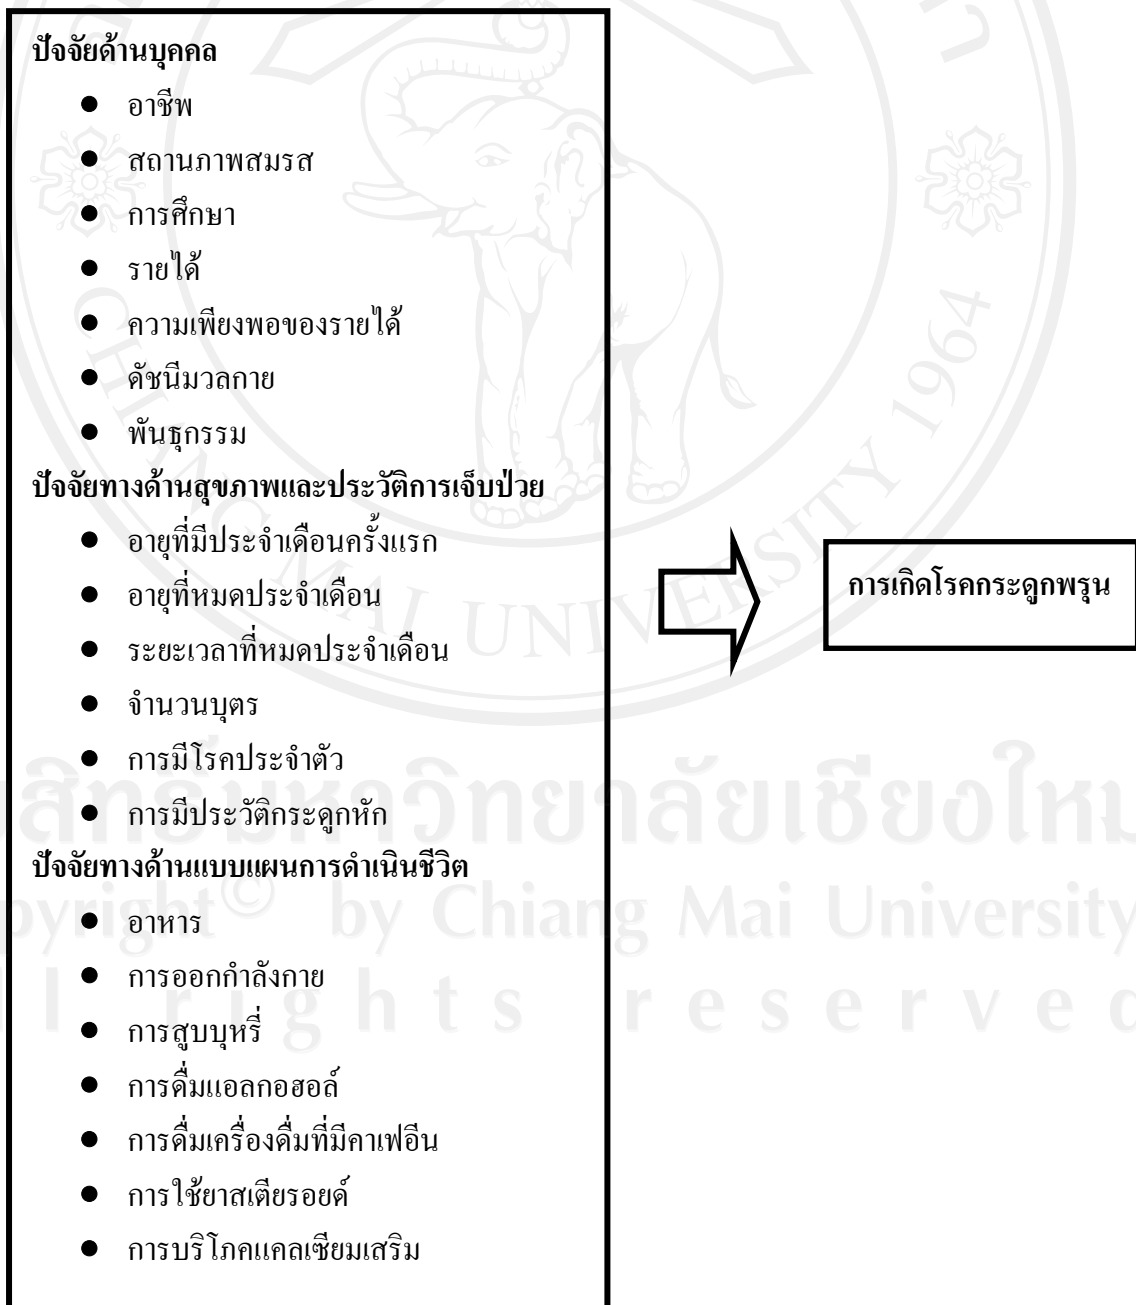 ปัจจัยด้านบุคคล
● อาชีพ
● สถานภาพสมรส
● การศึกษา
● รายได้
● ความเพียงพอของรายได้
● ดัชนีมวลกาย
● พันธุกรรม
ปัจจัยทางด้านสุขภาพและประวัติการเจ็บป่วย
● อายุที่มีประจำเดือนครั้งแรก
● อายุที่หมดประจำเดือน
● ระยะเวลาที่หมดประจำเดือน
● จำนวนบุตร
● การมีโรคประจำตัว
● การมีประวัติกระดูกหัก
ปัจจัยทางด้านแบบแผนการดำเนินชีวิต
● อาหาร
● การออกกำลังกาย
● การสูบบุหรี่
● การดื่มแอลกอฮอล์
● การดื่มเครื่องดื่มที่มีคาเฟอีน
● การใช้ยาสเตียรอยด์
● การบริโภคแคลเซียมเสริม
การเกิดโรคกระดูกพรุน
CHIANG MAI UNIVERSITY 1964
สิทธิ์มหาวิทยาลัยเชียงใหม
pyright© by Chiang Mai University
l rights reserved